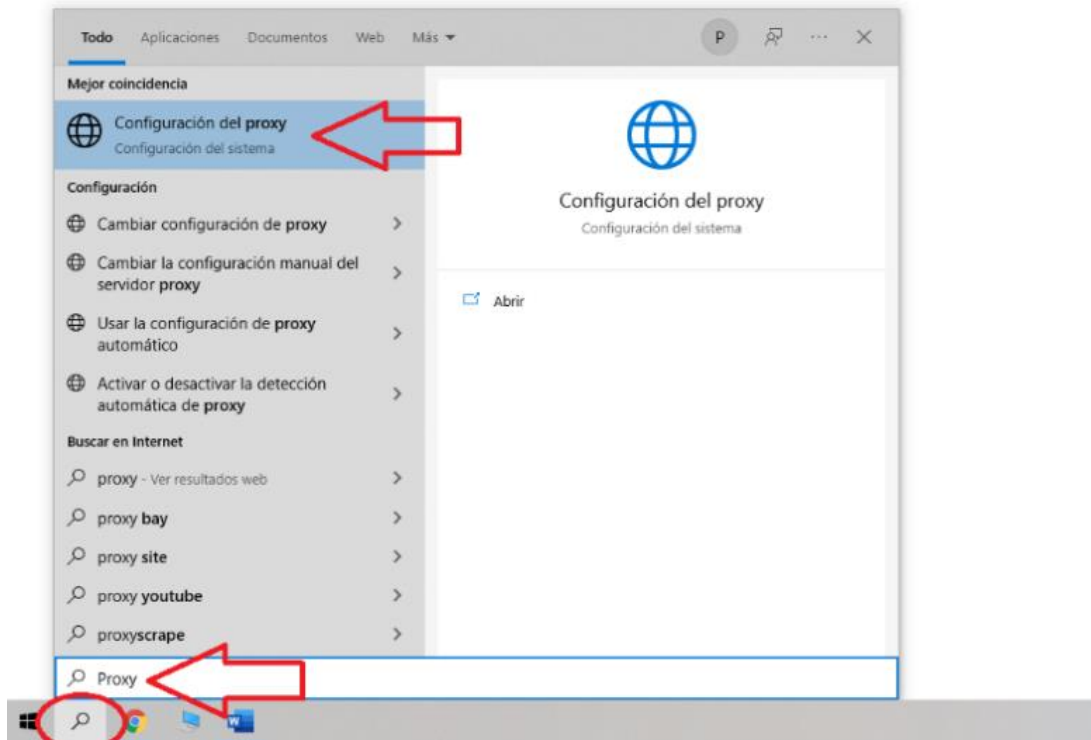 Todo Aplicaciones Documentos Web Más P
Mejor coincidencia
Configuración del proxy
Configuración del sistema
Configuración
Cambiar configuración de proxy
Cambiar la configuración manual del
servidor proxy
Usar la configuración de proxy
automático
Activar o desactivar la detección
automática de proxy
Buscar en Internet
proxy - Ver resultados web
proxy bay
proxy site
proxy youtube
proxyscrape
Proxy
Configuración del proxy
Configuración del sistema
Abrir
W